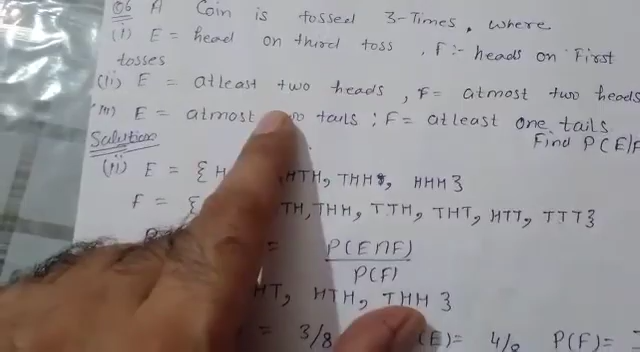 Q6 A Coin is tossed 3-Times, where
(i) E = head on third toss, F:- heads on First
tosses
(ii) E = atleast two heads, F= atmost two heads
E = atmost tails; F= atleast one tails
Find P(E/F
Solution
(ii) E = { HTH, THH, HHH}
F = { TH, THH, TTH, THT, HTT, TTT}
= P(E∩F)
P(F)
HT, HTH, THH}
= 3/8 (E)= 4/8 P(F)=